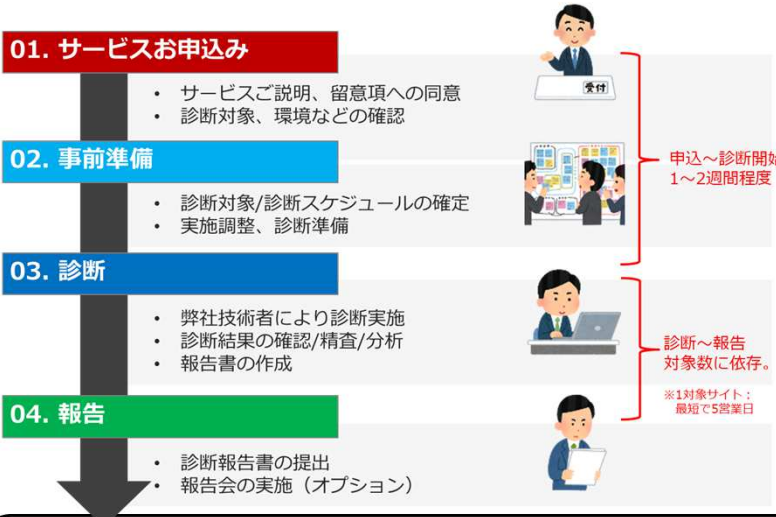 01. サービスお申込み
受付
・ サービスご説明、留意項への同意
・ 診断対象、環境などの確認
02. 事前準備
申込～診断開始
1～2週間程度
・ 診断対象/診断スケジュールの確定
・ 実施調整、診断準備
03. 診断
・ 弊社技術者により診断実施
・ 診断結果の確認/精査/分析
・ 報告書の作成
診断～報告
対象数に依存。
※1対象サイト：
最短で5営業日
04. 報告
・ 診断報告書の提出
・ 報告会の実施（オプション）